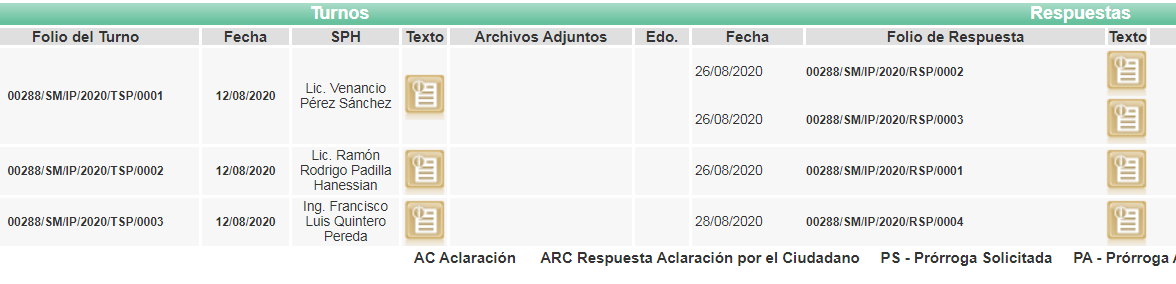 Turnos Respuestas
Folio del Turno Fecha SPH Texto Archivos Adjuntos Edo. Fecha Folio de Respuesta Texto
00288/SM/IP/2020/TSP/0001 12/08/2020 Lic. Venancio
Pérez Sánchez
26/08/2020 00288/SM/IP/2020/RSP/0002
26/08/2020 00288/SM/IP/2020/RSP/0003
00288/SM/IP/2020/TSP/0002 12/08/2020 Lic. Ramón
Rodrigo Padilla
Hanessian
26/08/2020 00288/SM/IP/2020/RSP/0001
00288/SM/IP/2020/TSP/0003 12/08/2020 Ing. Francisco
Luis Quintero
Pereda
28/08/2020 00288/SM/IP/2020/RSP/0004
AC Aclaración ARC Respuesta Aclaración por el Ciudadano PS - Prórroga Solicitada PA - Prórroga